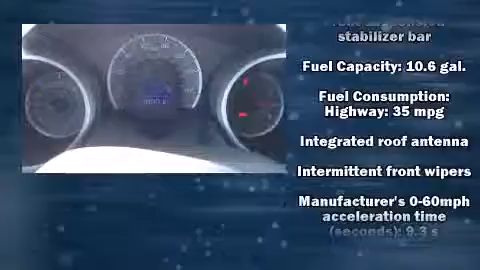 stabilizer bar
Fuel Capacity: 10.6 gal.
Fuel Consumption:
Highway: 35 mpg
Integrated roof antenna
Intermittent front wipers
Manufacturer's 0-60mph
acceleration time
(seconds): 9.3 s